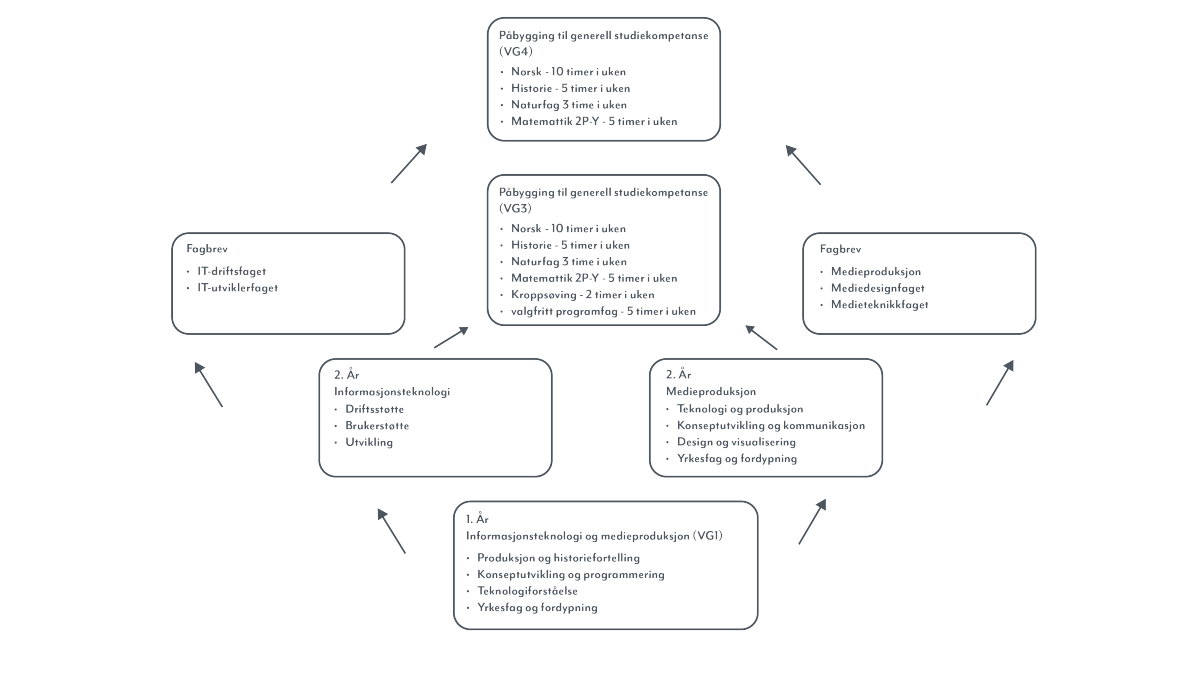 Påbygging til generell studiekompetanse
(VG4)
• Norsk - 10 timer i uken
• Historie - 5 timer i uken
• Naturfag 3 time i uken
• Matemattik 2P-Y - 5 timer i uken
Påbygging til generell studiekompetanse
(VG3)
• Norsk - 10 timer i uken
• Historie - 5 timer i uken
• Naturfag 3 time i uken
• Matemattik 2P-Y - 5 timer i uken
• Kroppsøving - 2 timer i uken
• valgfritt programfag - 5 timer i uken
Fagbrev
• IT-driftsfaget
• IT-utviklerfaget
Fagbrev
• Medieproduksjon
• Mediedesignfaget
• Medieteknikkfaget
2. År
Informasjonsteknologi
• Driftsstøtte
• Brukerstøtte
• Utvikling
2. År
Medieproduksjon
• Teknologi og produksjon
• Konseptutvikling og kommunikasjon
• Design og visualisering
• Yrkesfag og fordypning
1. År
Informasjonsteknologi og medieproduksjon (VG1)
• Produksjon og historiefortelling
• Konseptutvikling og programmering
• Teknologiforståelse
• Yrkesfag og fordypning